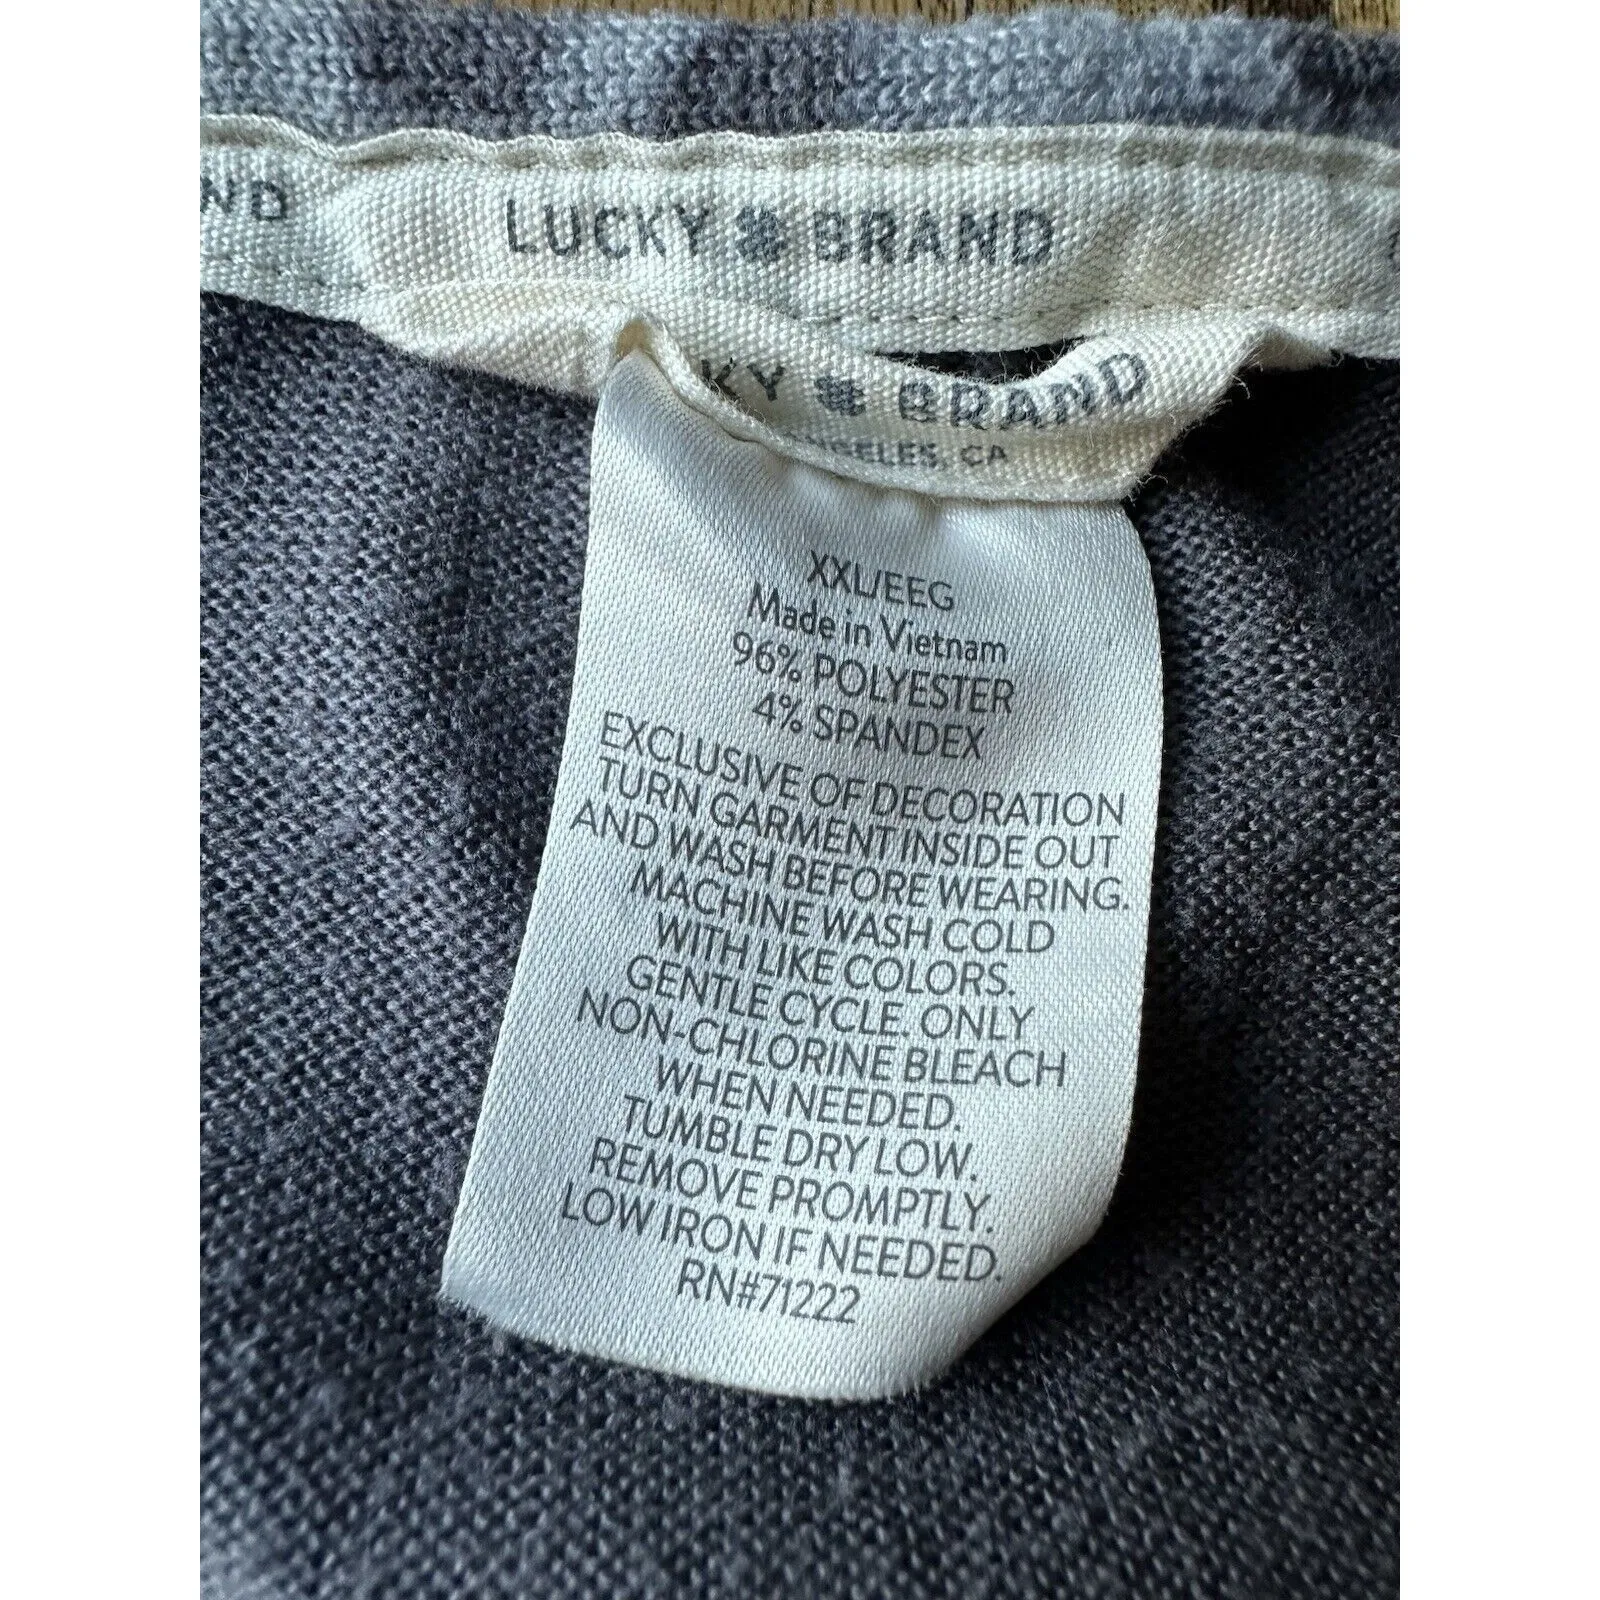 ND LUCKY BRAND
KY BRAND
GELES, CA
XXL/EEG
Made in Vietnam
96% POLYESTER
4% SPANDEX
EXCLUSIVE OF DECORATION
TURN GARMENT INSIDE OUT
AND WASH BEFORE WEARING.
MACHINE WASH COLD
WITH LIKE COLORS.
GENTLE CYCLE. ONLY
NON-CHLORINE BLEACH
WHEN NEEDED.
TUMBLE DRY LOW.
REMOVE PROMPTLY.
LOW IRON IF NEEDED.
RN#71222